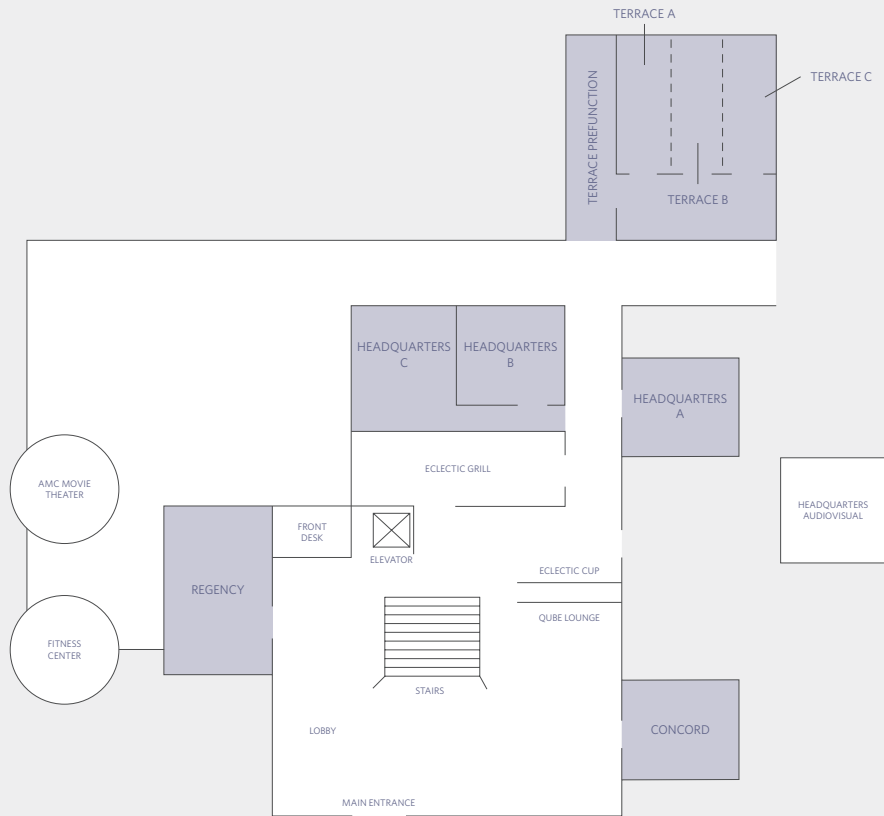 TERRACE A
TERRACE C
TERRACE PREFUNCTION
TERRACE B
HEADQUARTERS
C
HEADQUARTERS
B
HEADQUARTERS
A
ECLECTIC GRILL
AMC MOVIE
THEATER
HEADQUARTERS
AUDIOVISUAL
FRONT
DESK
ELEVATOR
ECLECTIC CUP
REGENCY
QUBE LOUNGE
FITNESS
CENTER
STAIRS
LOBBY
CONCORD
MAIN ENTRANCE